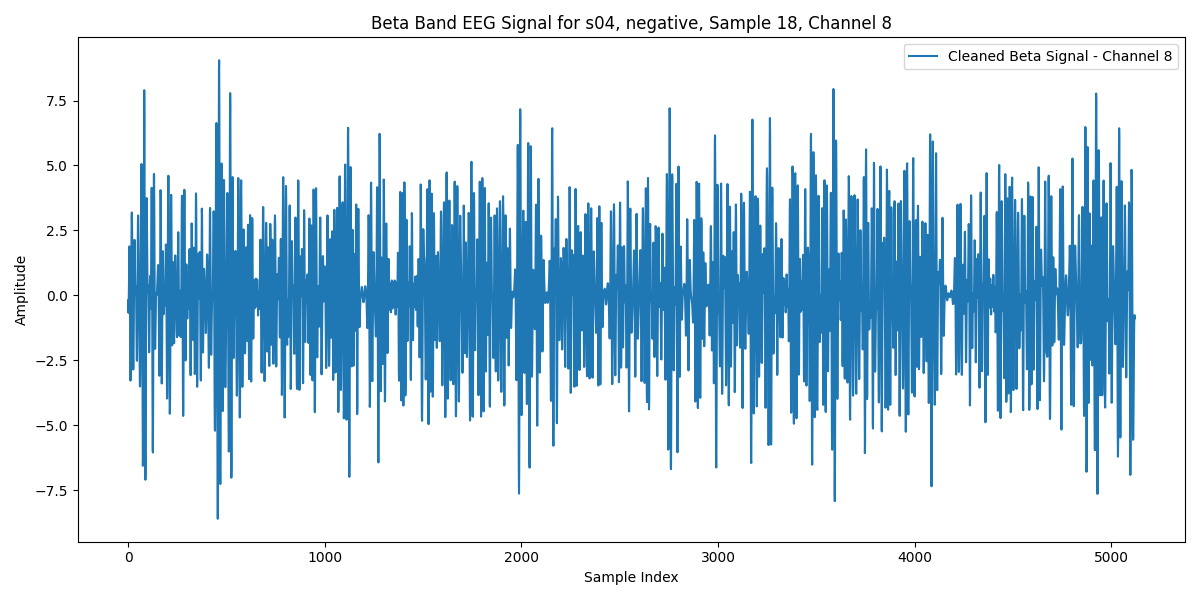 Beta Band EEG Signal for s04, negative, Sample 18, Channel 8
Cleaned Beta Signal - Channel 8
Amplitude
7.5
5.0
2.5
0.0
−2.5
−5.0
−7.5
0 1000 2000 3000 4000 5000
Sample Index